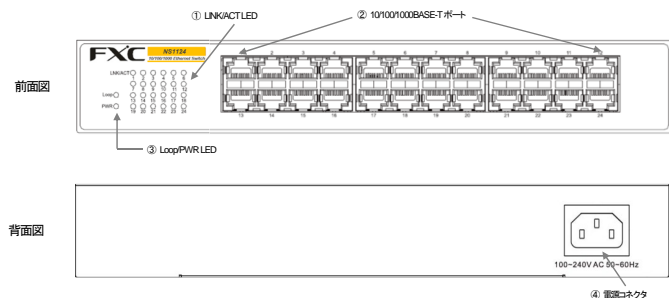 ① LINK/ACT LED
② 10/100/1000BASE-Tポート
前面図
FXC
NS1124
10/100/1000 Ethernet Switch
LNK/ACT
1 2 3 4 5 6
7 8 9 10 11 12
Loop
13 14 15 16 17 18
PWR
19 20 21 22 23 24
1 2 3 4 5 6 7 8 9 10 11 12
13 14 15 16 17 18 19 20 21 22 23 24
③ Loop/PWR LED
背面図
100~240V AC 50~60Hz
④ 電源コネクタ